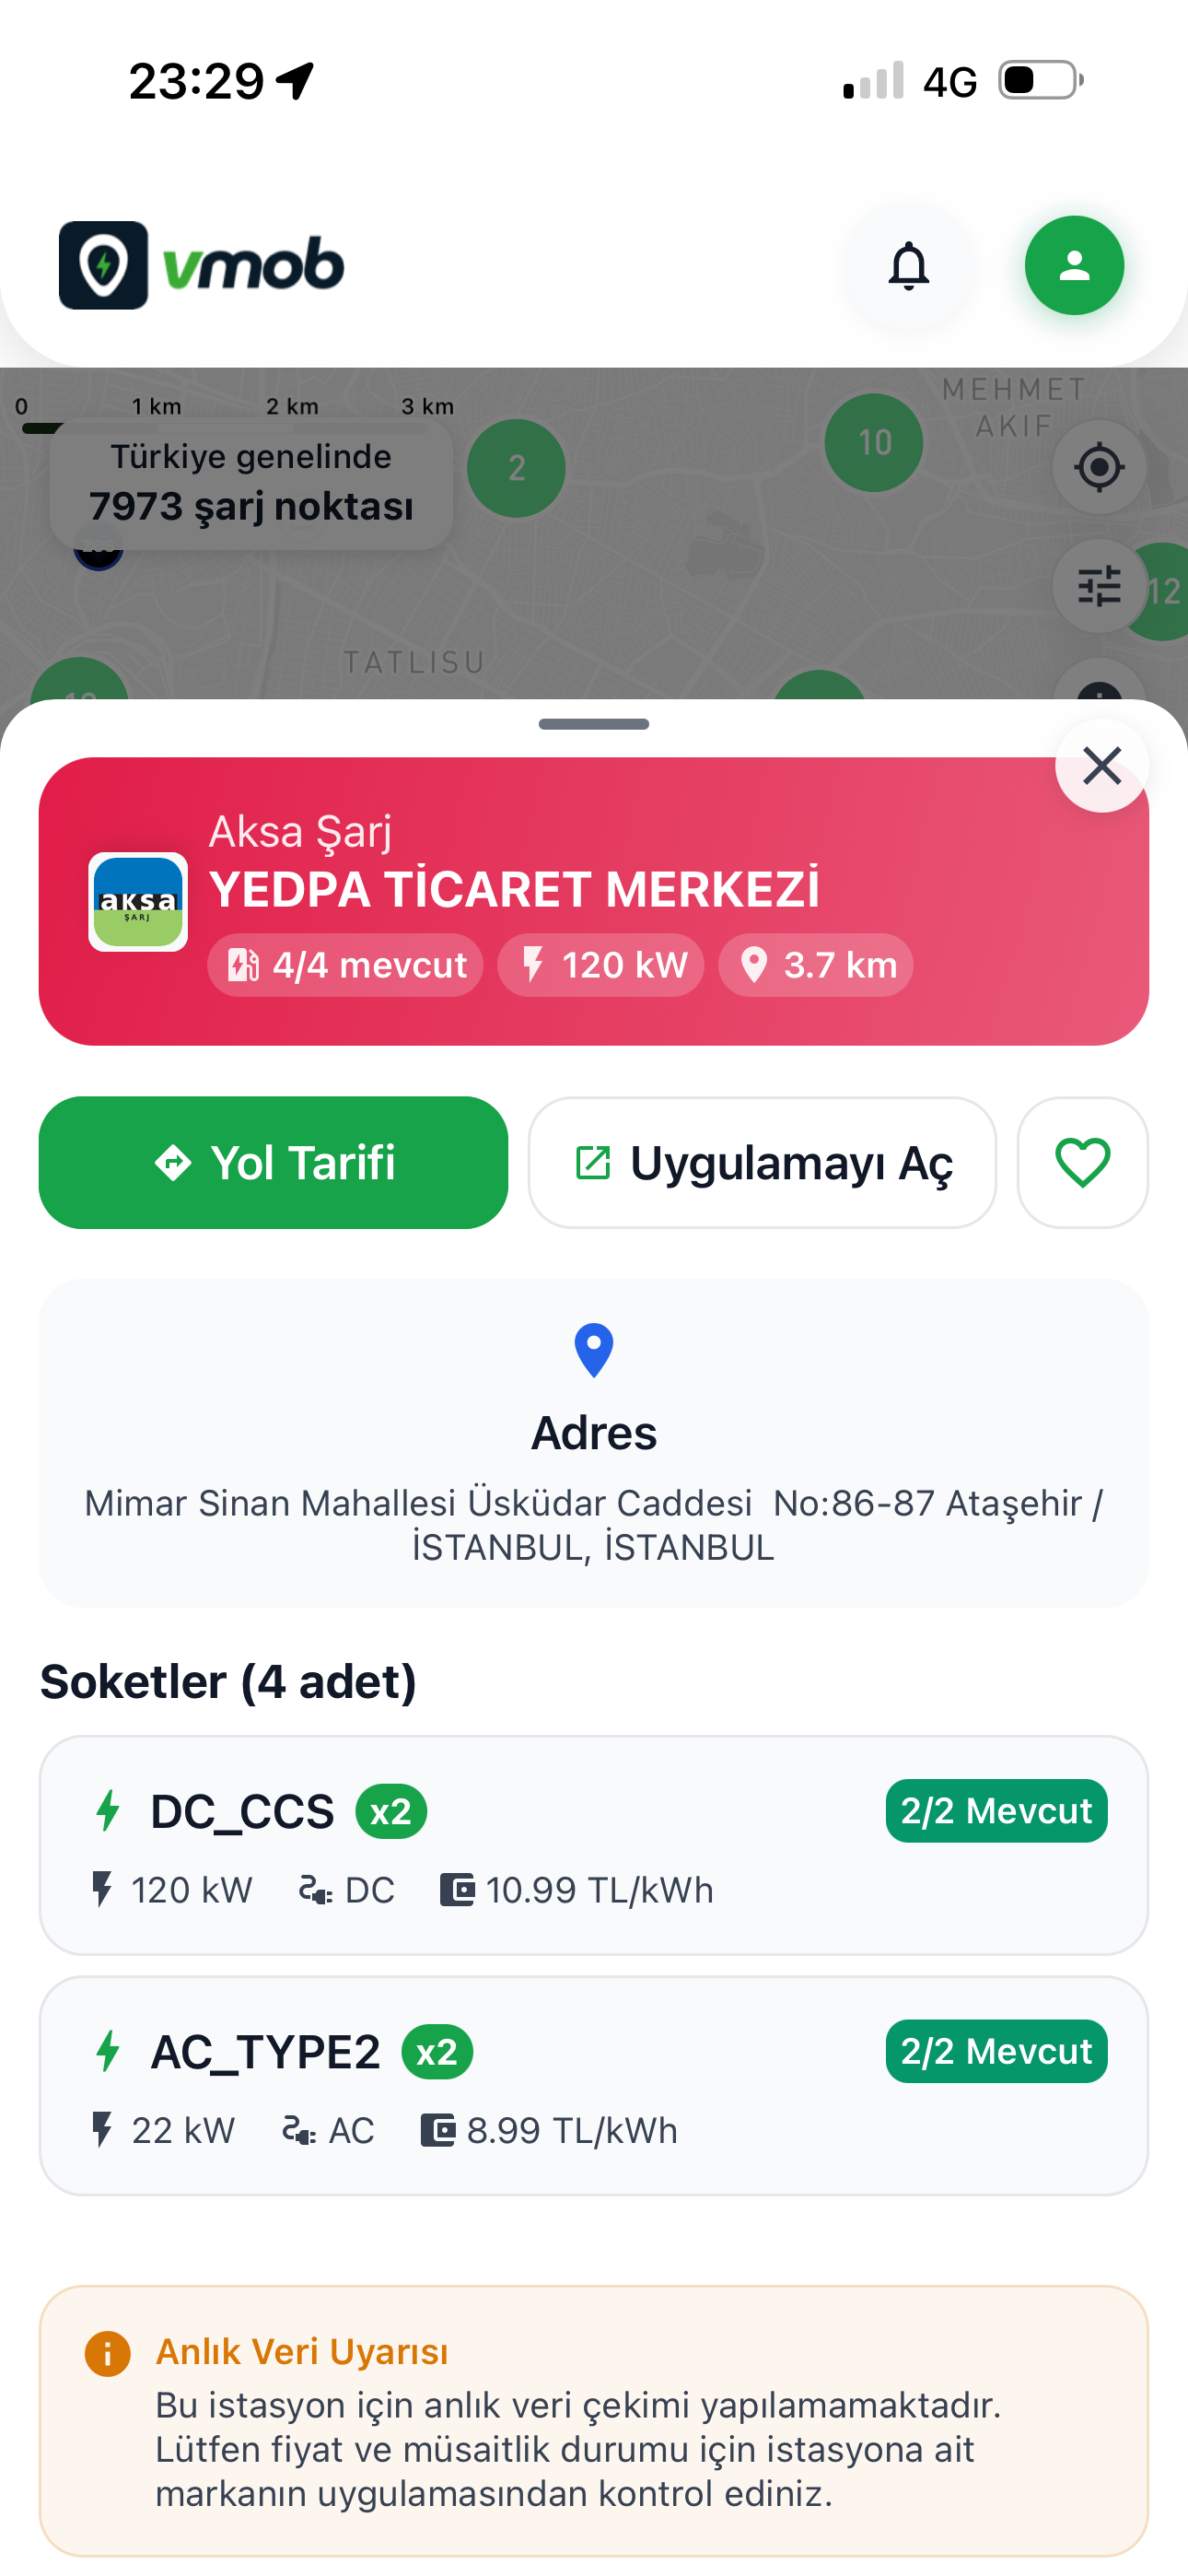 23:29
4G
vmob
0 1 km 2 km 3 km
MEHMET
AKIF
Türkiye genelinde
7973 şarj noktası
2
10
12
TATLISU
Aksa Şarj
aksa
ŞARJ
YEDPA TİCARET MERKEZİ
4/4 mevcut 120 kW 3.7 km
Yol Tarifi
Uygulamayı Aç
Adres
Mimar Sinan Mahallesi Üsküdar Caddesi  No:86-87 Ataşehir /
İSTANBUL, İSTANBUL
Soketler (4 adet)
DC_CCS x2 2/2 Mevcut
120 kW DC 10.99 TL/kWh
AC_TYPE2 x2 2/2 Mevcut
22 kW AC 8.99 TL/kWh
Anlık Veri Uyarısı
Bu istasyon için anlık veri çekimi yapılamamaktadır.
Lütfen fiyat ve müsaitlik durumu için istasyona ait
markanın uygulamasından kontrol ediniz.